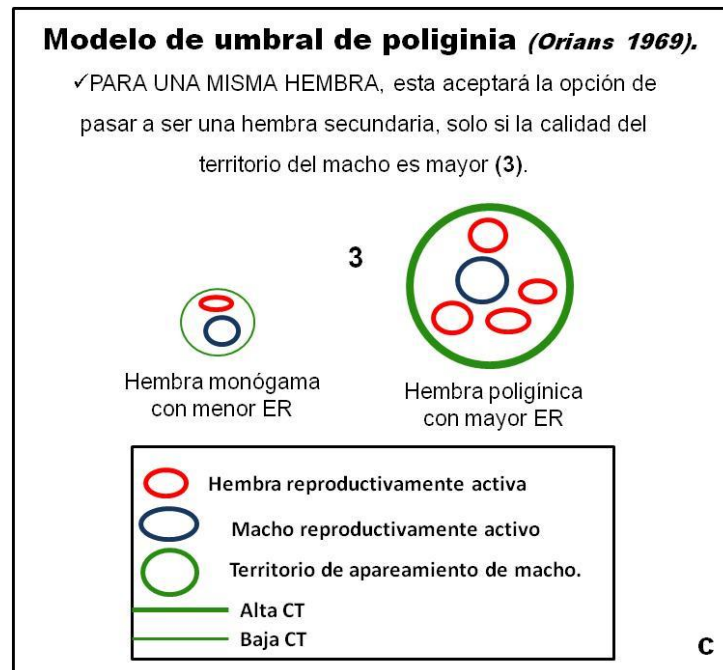 Modelo de umbral de poliginia (Orians 1969).
✓PARA UNA MISMA HEMBRA, esta aceptará la opción de
pasar a ser una hembra secundaria, solo si la calidad del
territorio del macho es mayor (3).
3
Hembra monógama
con menor ER
Hembra poligínica
con mayor ER
Hembra reproductivamente activa
Macho reproductivamente activo
Territorio de apareamiento de macho.
Alta CT
Baja CT
C